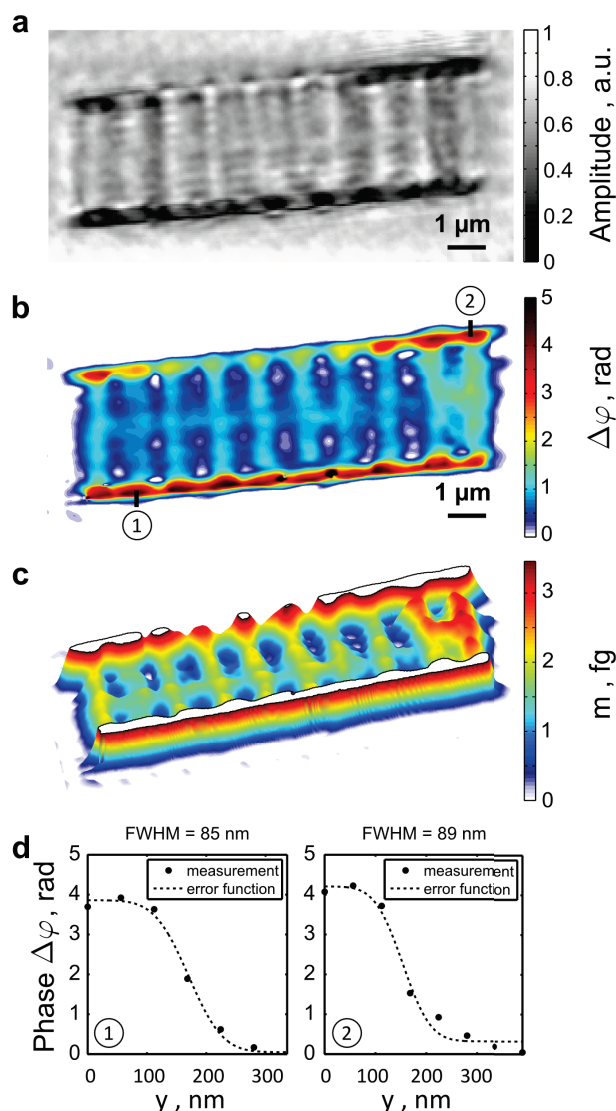 a
1
0.8
0.6
0.4
0.2
0
Amplitude , a.u.
1 µm
b
2
5
4
3
2
1
0
Δφ, rad
1
1 µm
c
3
2
1
0
m , fg
d
FWHM = 85 nm
FWHM = 89 nm
5
4
3
2
1
0
Phase Δφ, rad
measurement
error function
1
0
100
200
300
y , nm
5
4
3
2
1
0
measurement
error function
2
0
100
200
300
y , nm